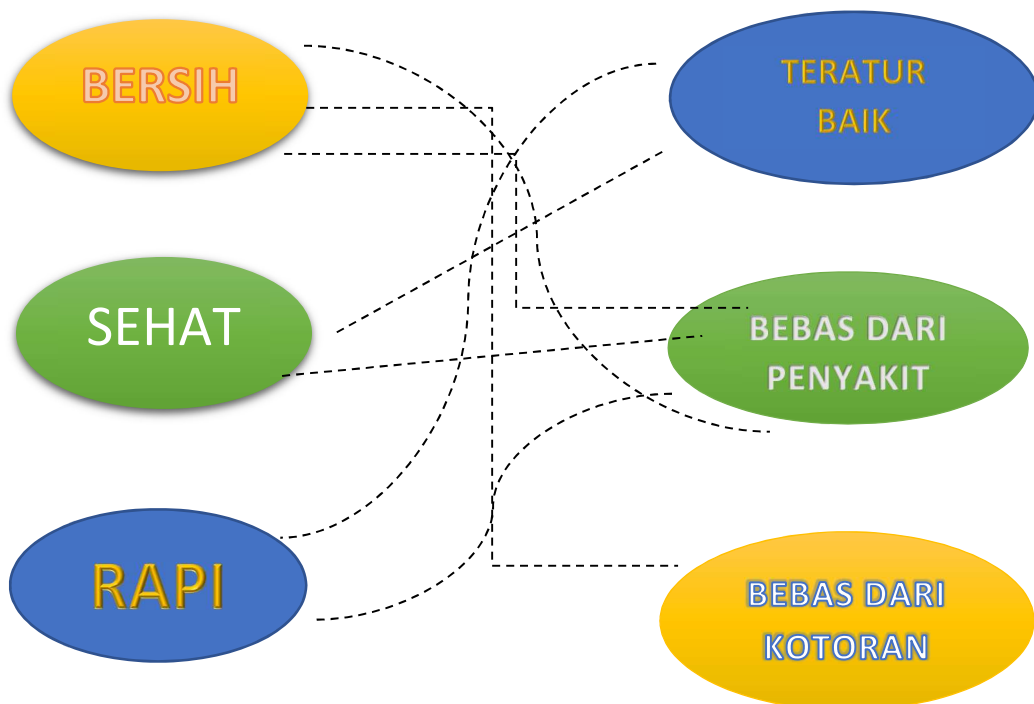 BERSIH
TERATUR
BAIK
SEHAT
BEBAS DARI
PENYAKIT
RAPI
BEBAS DARI
KOTORAN